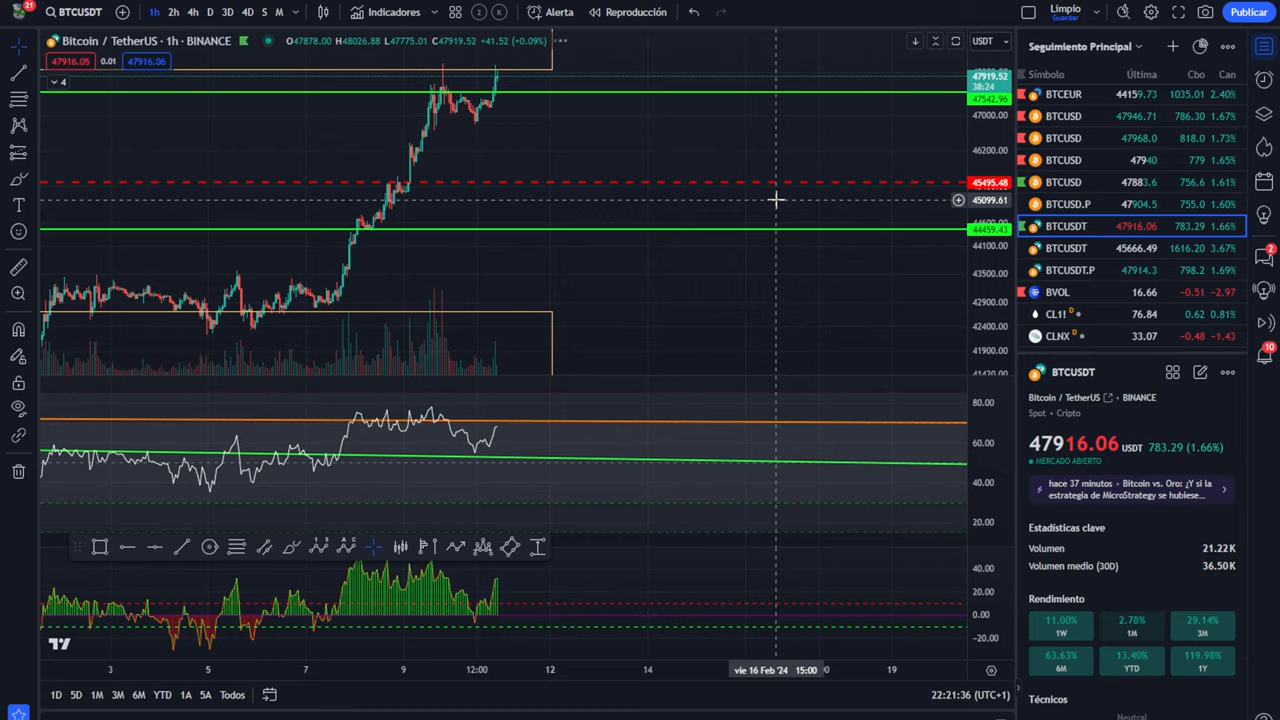 21 BTCUSDT 1h 2h 4h D 3D 4D S M Indicadores 2 K Alerta Reproducción Limpio Guardar Publicar
Bitcoin / TetherUS · 1h · BINANCE O47878.00 H48026.88 L47775.01 C47919.52 +41.52 (+0.09%)
47916.05 0.01 47916.06
4
USDT
47919.52
38:24
47542.96
47000.00
46200.00
45495.48
45099.61
44459.43
44100.00
43500.00
42900.00
42400.00
41900.00
80.00
60.00
40.00
20.00
40.00
20.00
0.00
−20.00
3 5 7 9 12:00 12 14 vie 16 Feb '24 15:00 19
1D 5D 1M 3M 6M YTD 1A 5A Todos
22:21:36 (UTC+1)
Seguimiento Principal
Símbolo Última Cbo Can
BTCEUR 44159.73 1035.01 2.40%
BTCUSD 47946.71 786.30 1.67%
BTCUSD 47968.0 818.0 1.73%
BTCUSD 47940 779 1.65%
BTCUSD 47883.6 756.6 1.61%
BTCUSD.P 47904.5 755.0 1.60%
BTCUSDT 47916.06 783.29 1.66%
BTCUSDT 45666.49 1616.20 3.67%
BTCUSDT.P 47914.3 798.2 1.69%
BVOL 16.66 −0.51 −2.97
CL1! D 76.84 0.62 0.81%
CLNX D 33.07 −0.48 −1.43
2
10
BTCUSDT
Bitcoin / TetherUS · BINANCE
Spot · Cripto
47916.06 USDT 783.29 (1.66%)
MERCADO ABIERTO
hace 37 minutos · Bitcoin vs. Oro: ¿Y si la
estrategia de MicroStrategy se hubiese...
Estadísticas clave
Volumen 21.22K
Volumen medio (30D) 36.50K
Rendimiento
11.00% 2.78% 29.14%
1W 1M 3M
63.63% 13.40% 119.98%
6M YTD 1Y
Técnicos
Neutral